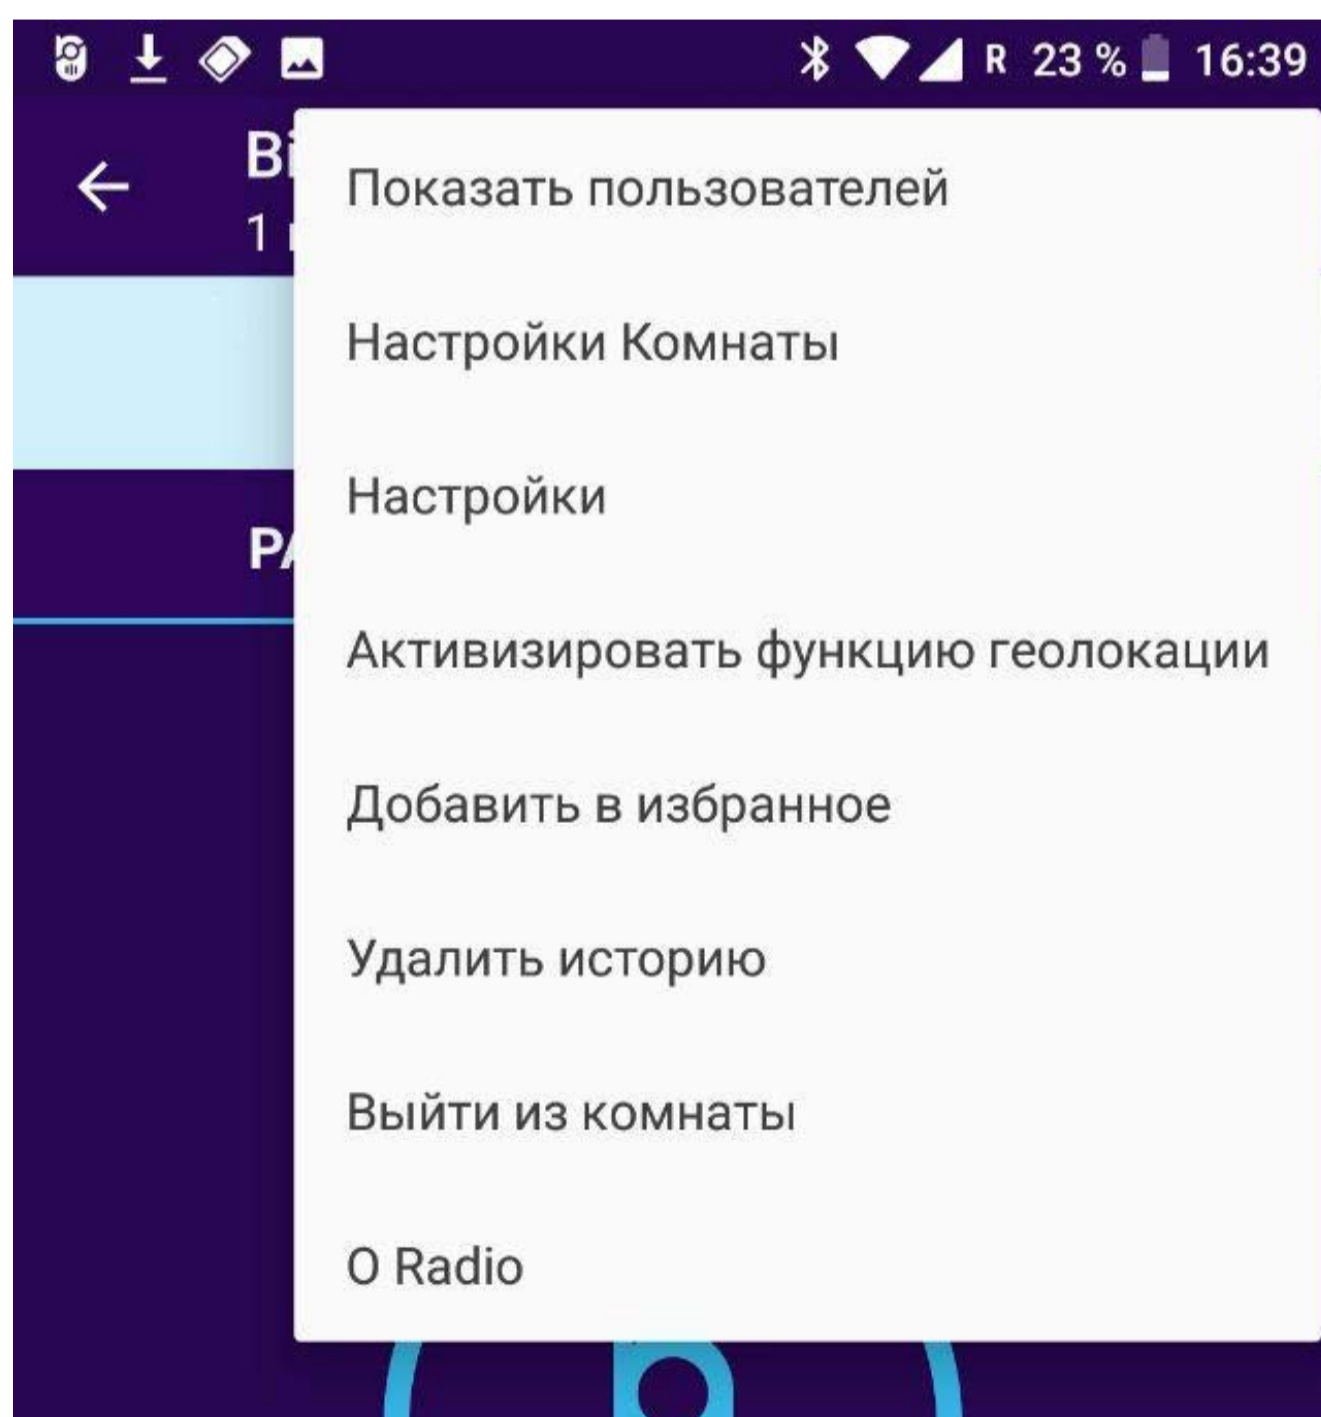 R 23 % 16:39
Показать пользователей
Настройки Комнаты
Настройки
Активизировать функцию геолокации
Добавить в избранное
Удалить историю
Выйти из комнаты
О Radio